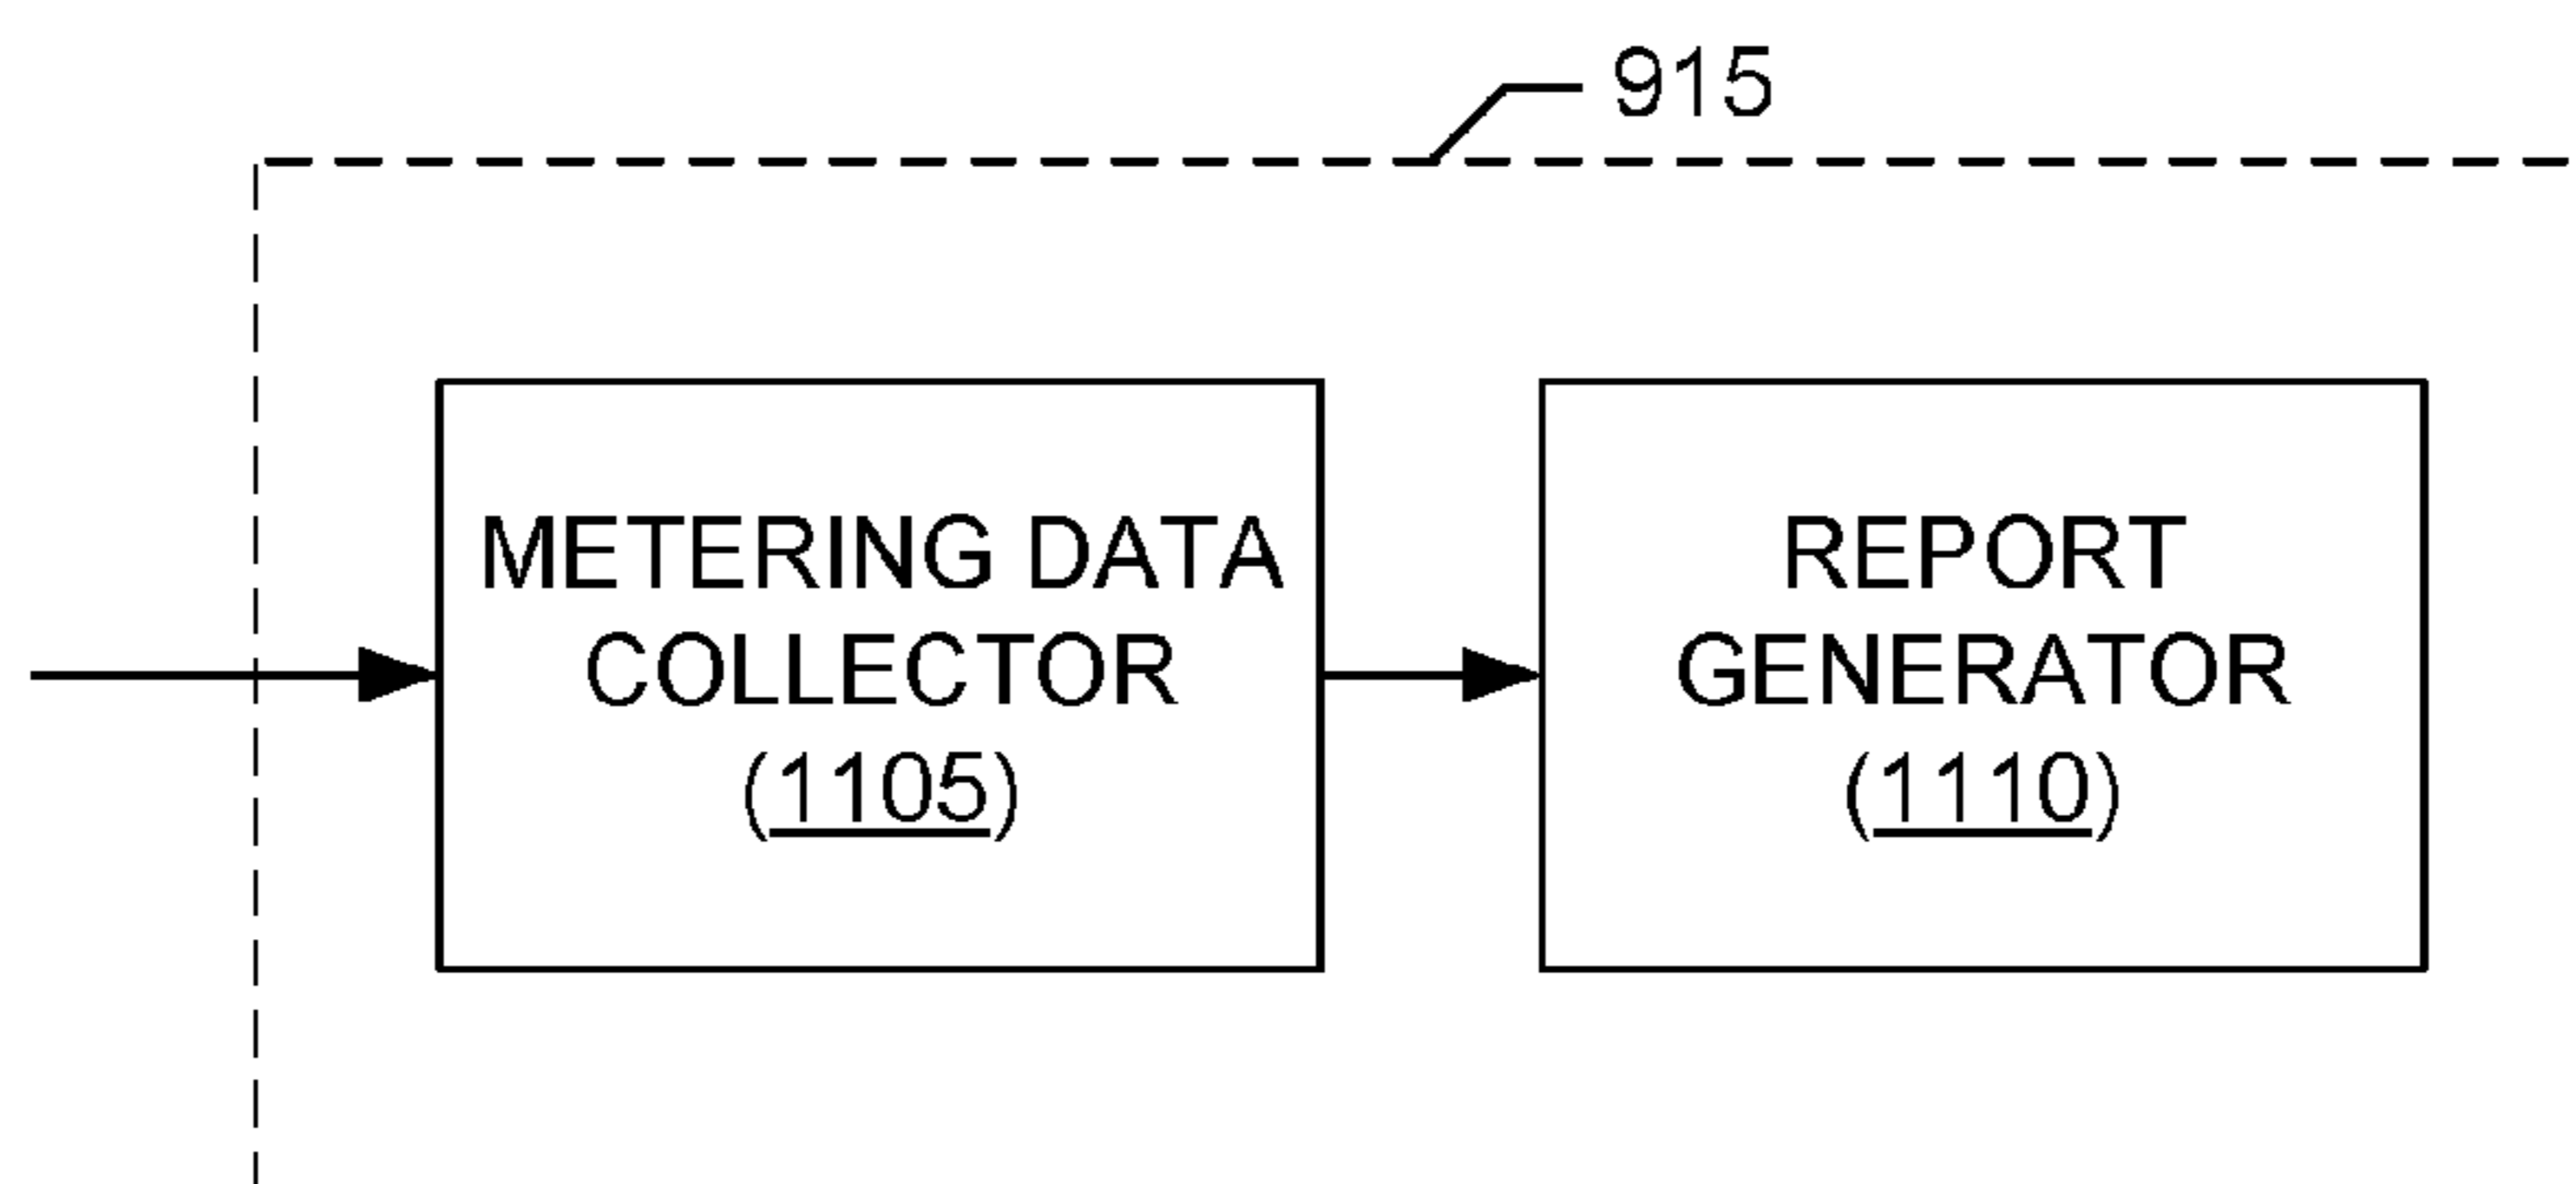 915
METERING DATA
COLLECTOR
(1105)
REPORT
GENERATOR
(1110)